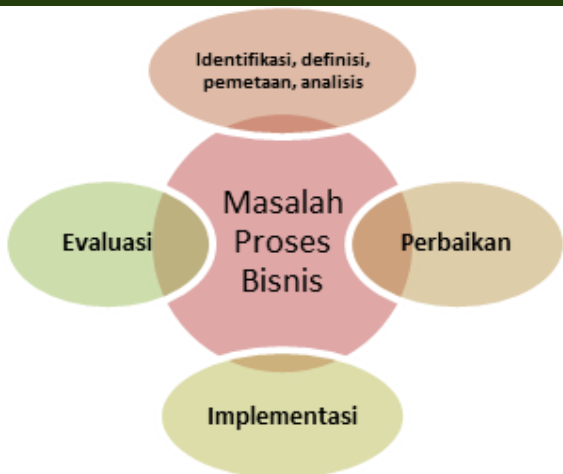 Identifikasi, definisi,
pemetaan, analisis
Masalah
Proses
Bisnis
Evaluasi
Perbaikan
Implementasi